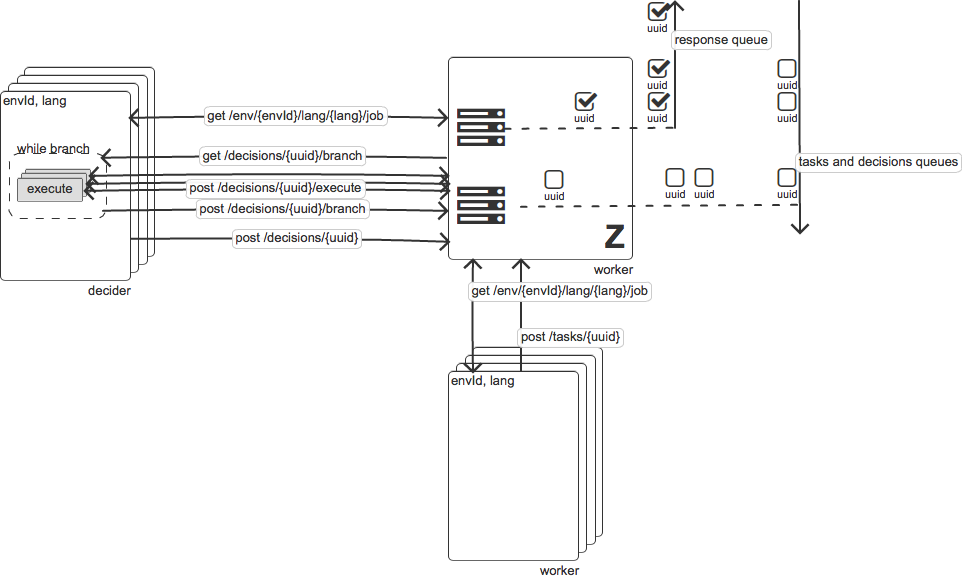 uuid
response queue
envId, lang
uuid
uuid
get /env/{envId}/lang/{lang}/job
uuid
uuid
uuid
while branch
get /decisions/{uuid}/branch
tasks and decisions queues
execute
post /decisions/{uuid}/execute
uuid
uuid
uuid
uuid
post /decisions/{uuid}/branch
post /decisions/{uuid}
Z
worker
decider
get /env/{envId}/lang/{lang}/job
post /tasks/{uuid}
envId, lang
worker